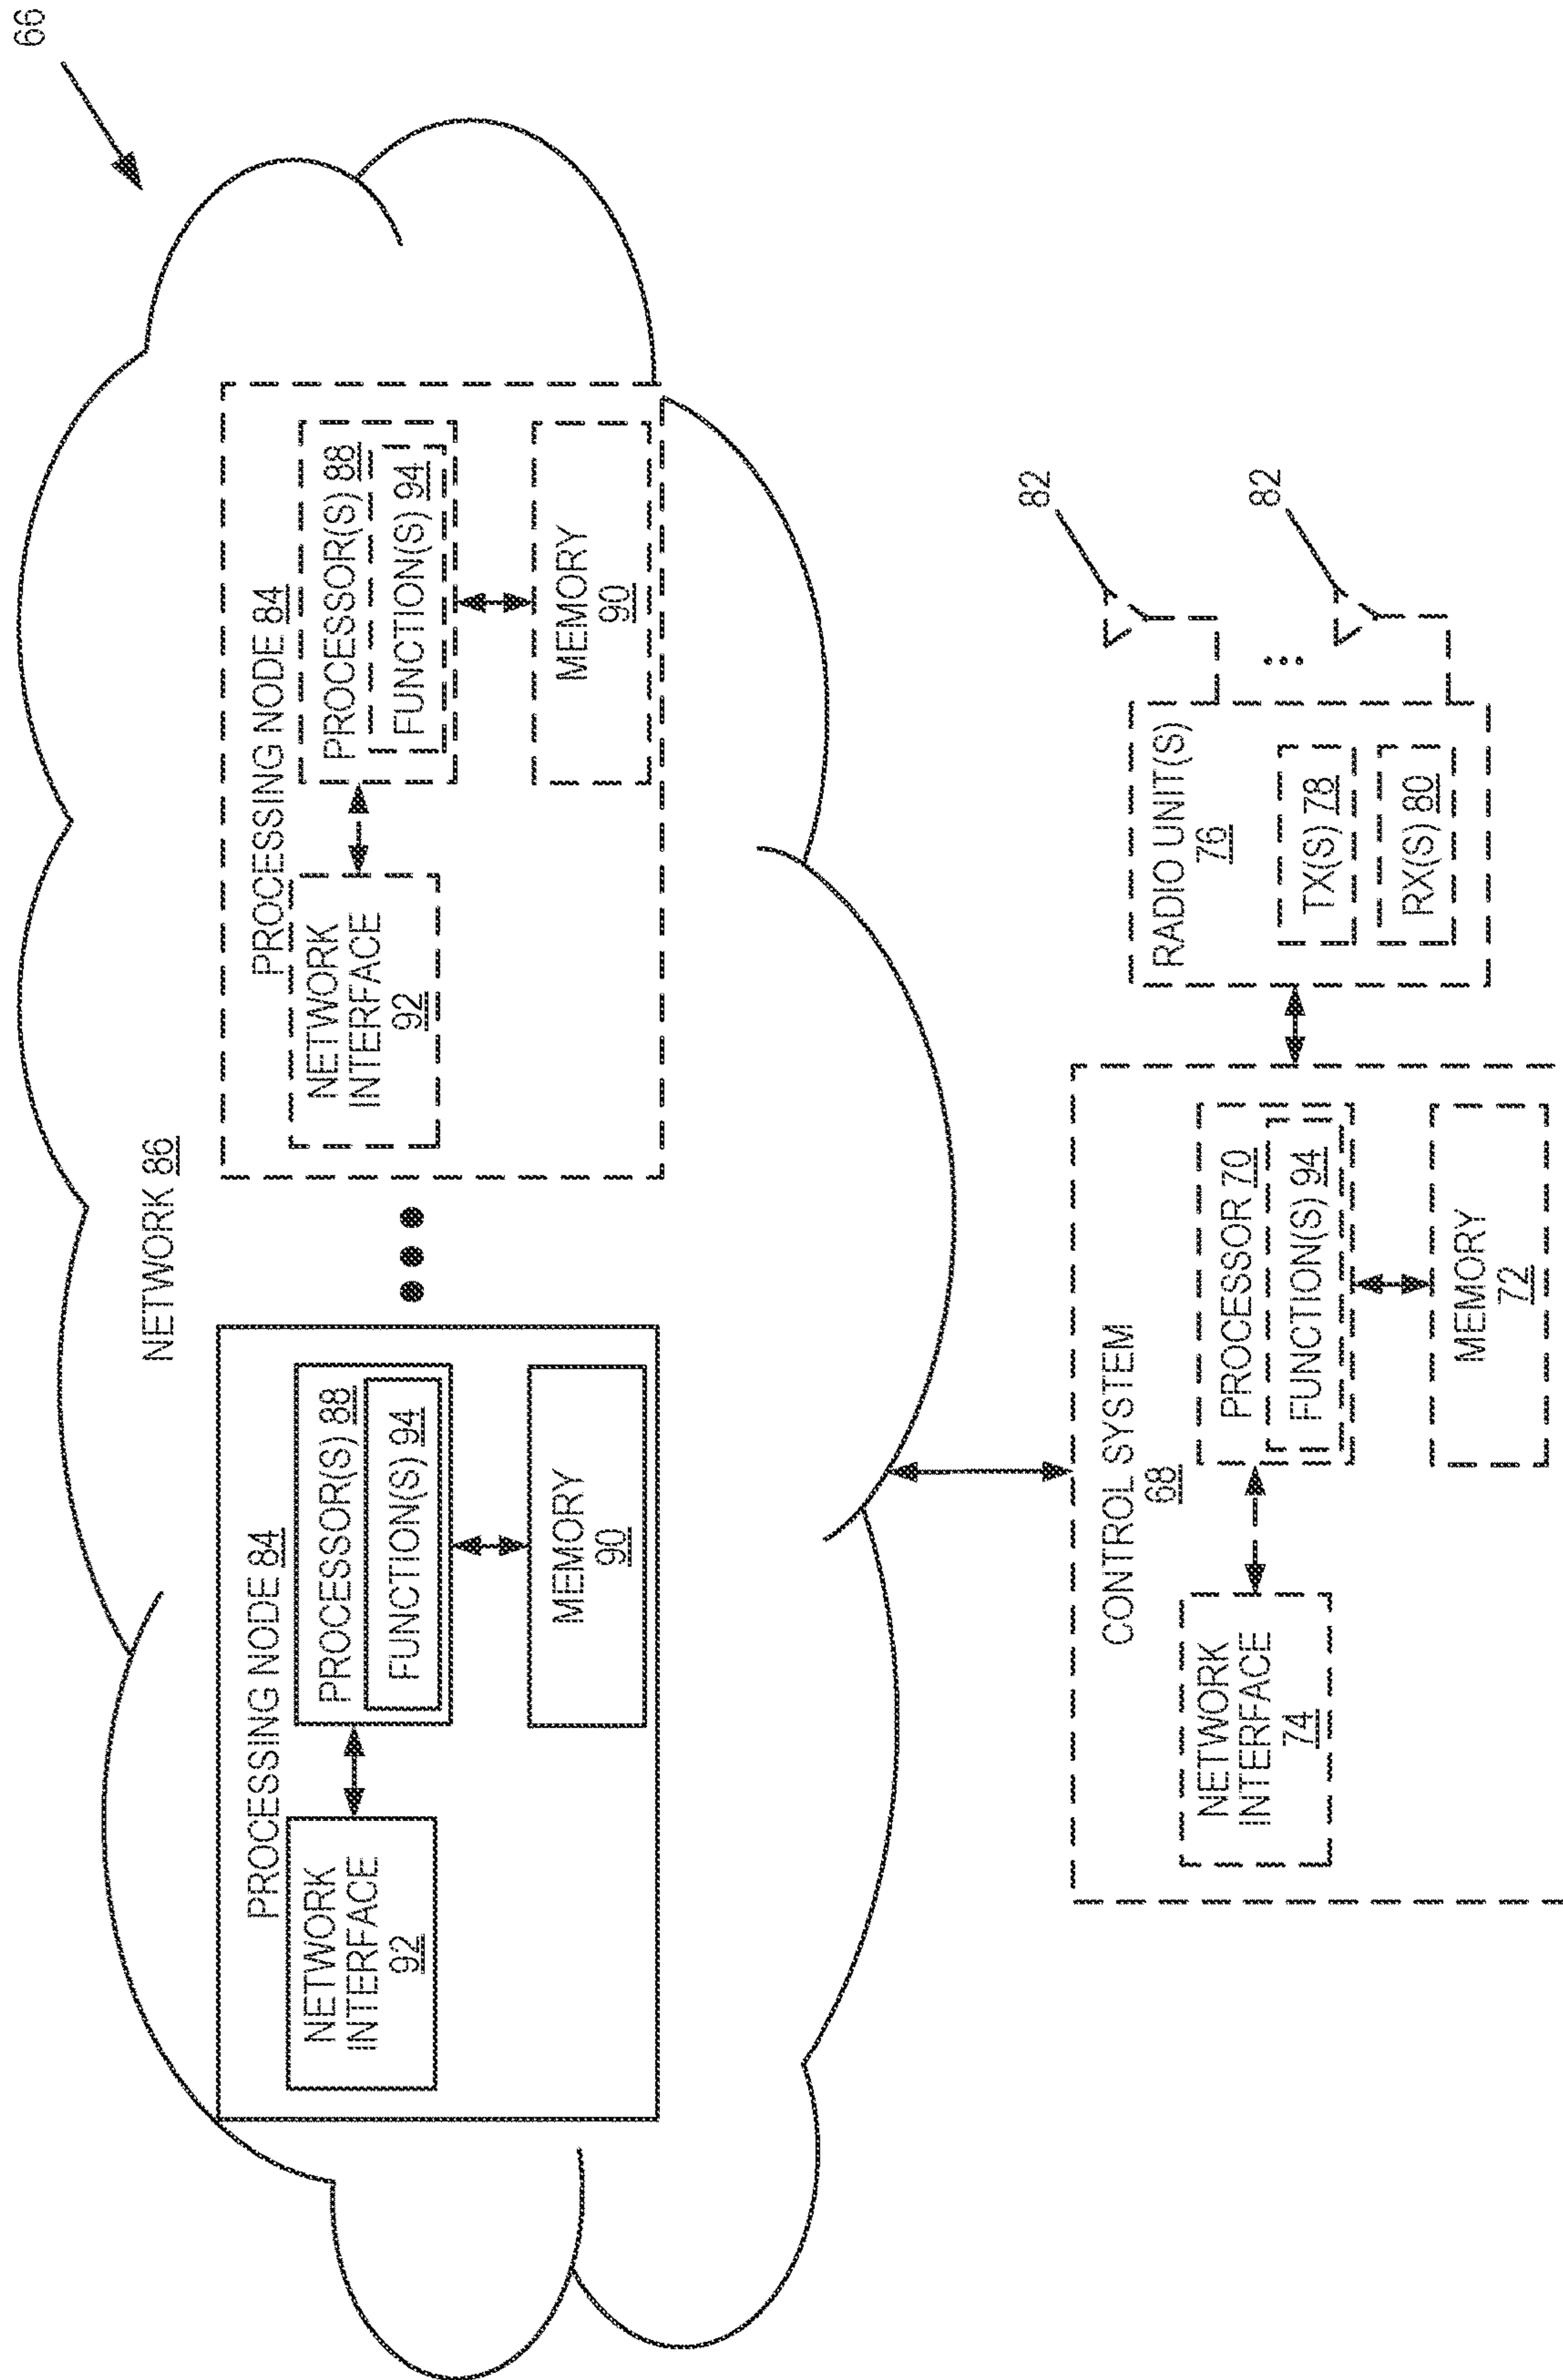 66
NETWORK 86
PROCESSING NODE 84
NETWORK
INTERFACE
92
PROCESSOR(S) 88
FUNCTION(S) 94
MEMORY
90
PROCESSING NODE 84
NETWORK
INTERFACE
92
PROCESSOR(S) 88
FUNCTION(S) 94
MEMORY
90
CONTROL SYSTEM
68
NETWORK
INTERFACE
74
PROCESSOR 70
FUNCTION(S) 94
MEMORY
72
RADIO UNIT(S)
76
TX(S) 78
RX(S) 80
82
82